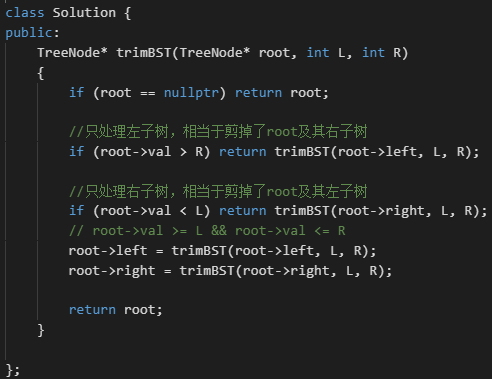 class Solution {
public:
    TreeNode* trimBST(TreeNode* root, int L, int R)
    {
        if (root == nullptr) return root;

        //只处理左子树，相当于剪掉了root及其右子树
        if (root->val > R) return trimBST(root->left, L, R);

        //只处理右子树，相当于剪掉了root及其左子树
        if (root->val < L) return trimBST(root->right, L, R);
        // root->val >= L && root->val <= R
        root->left = trimBST(root->left, L, R);
        root->right = trimBST(root->right, L, R);

        return root;
    }

};